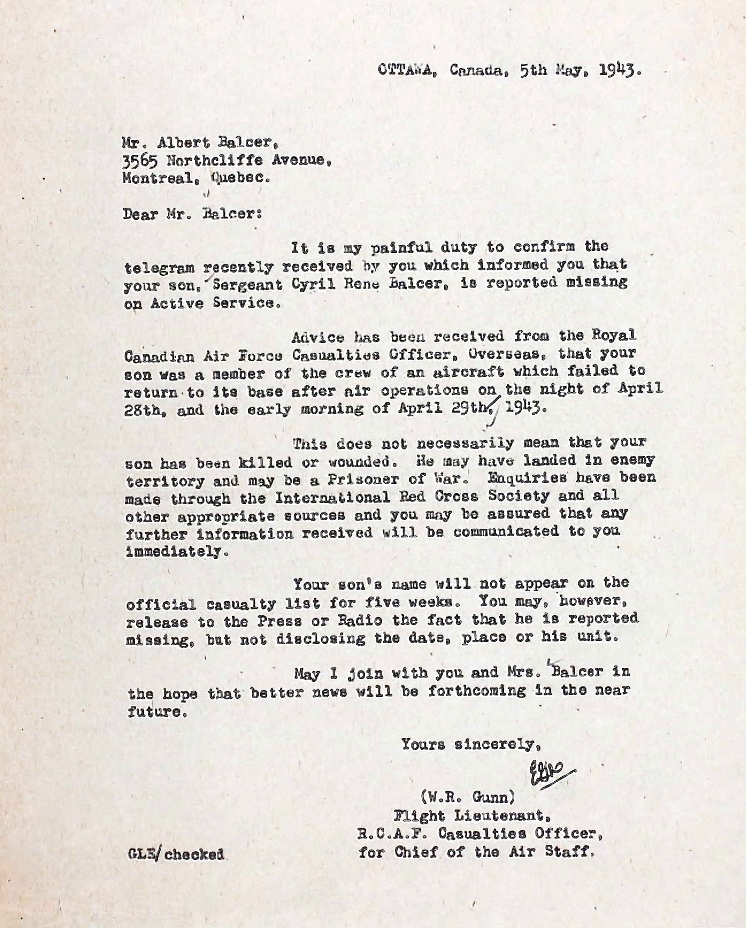 OTTAWA, Canada, 5th May, 1943.
Mr. Albert Balcer,
3565 Northcliffe Avenue,
Montreal, Quebec.
Dear Mr. Balcer:
It is my painful duty to confirm the
telegram recently received by you which informed you that
your son, Sergeant Cyril Rene Balcer, is reported missing
on Active Service.
Advice has been received from the Royal
Canadian Air Force Casualties Officer, Overseas, that your
son was a member of the crew of an aircraft which failed to
return to its base after air operations on the night of April
28th, and the early morning of April 29th, 1943.
This does not necessarily mean that your
son has been killed or wounded. He may have landed in enemy
territory and may be a Prisoner of War. Enquiries have been
made through the International Red Cross Society and all
other appropriate sources and you may be assured that any
further information received will be communicated to you
immediately.
Your son's name will not appear on the
official casualty list for five weeks. You may, however,
release to the Press or Radio the fact that he is reported
missing, but not disclosing the date, place or his unit.
May I join with you and Mrs. Balcer in
the hope that better news will be forthcoming in the near
future.
Yours sincerely,
(W.R. Gunn)
Flight Lieutenant,
R.C.A.F. Casualties Officer,
GLE/checked for Chief of the Air Staff.